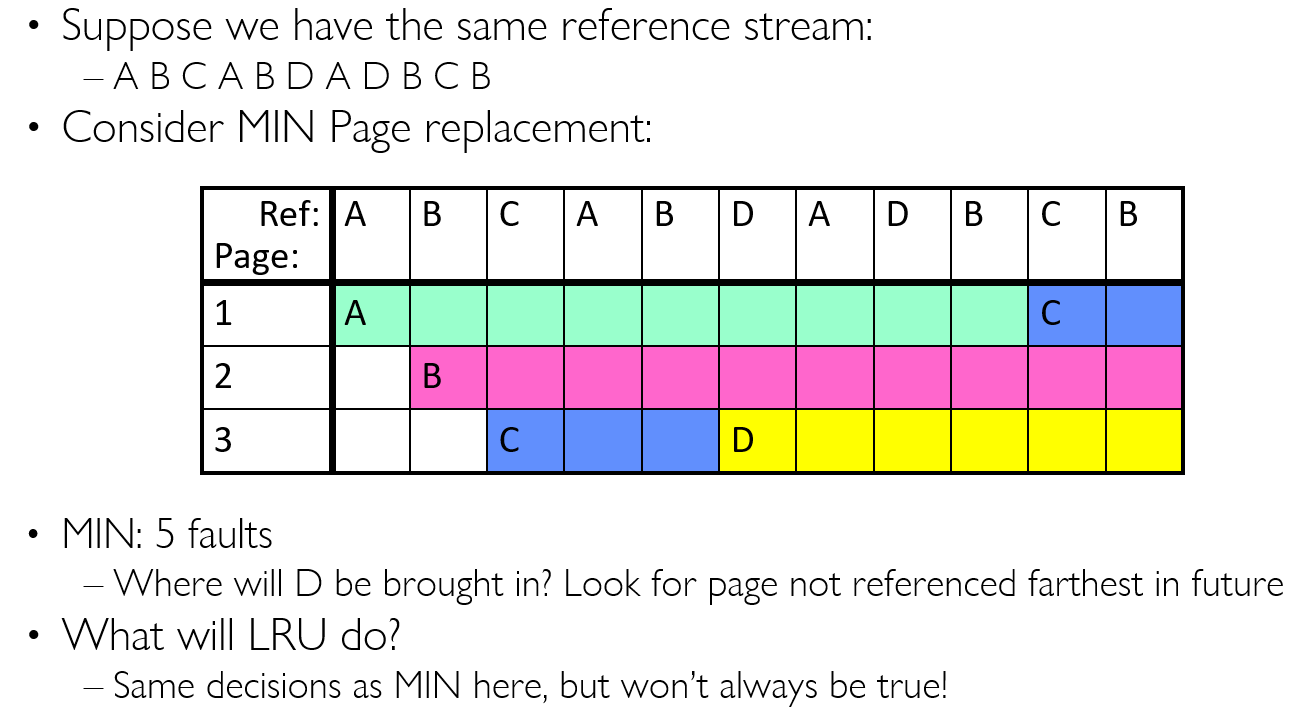 • Suppose we have the same reference stream:
– A B C A B D A D B C B
• Consider MIN Page replacement:
Ref: A B C A B D A D B C B
Page:
1 A C
2 B
3 C D
• MIN: 5 faults
– Where will D be brought in? Look for page not referenced farthest in future
• What will LRU do?
– Same decisions as MIN here, but won’t always be true!